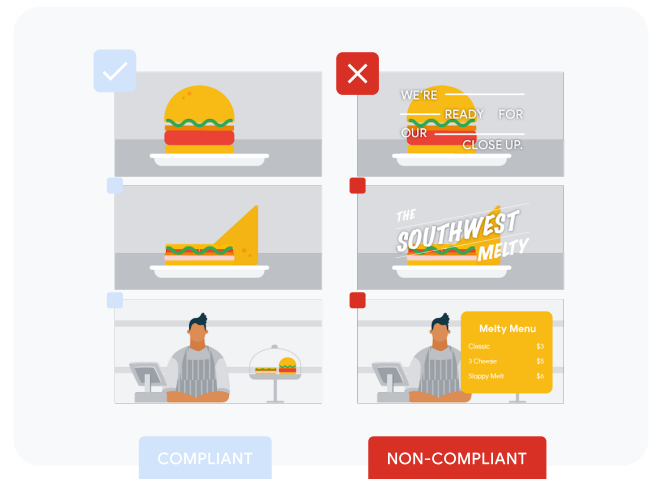 WE'RE
READY FOR
OUR
CLOSE UP.
THE
SOUTHWEST
MELTY
Melty Menu
Classic $3
3 Cheese $5
Sloppy Melt $6
COMPLIANT
NON-COMPLIANT